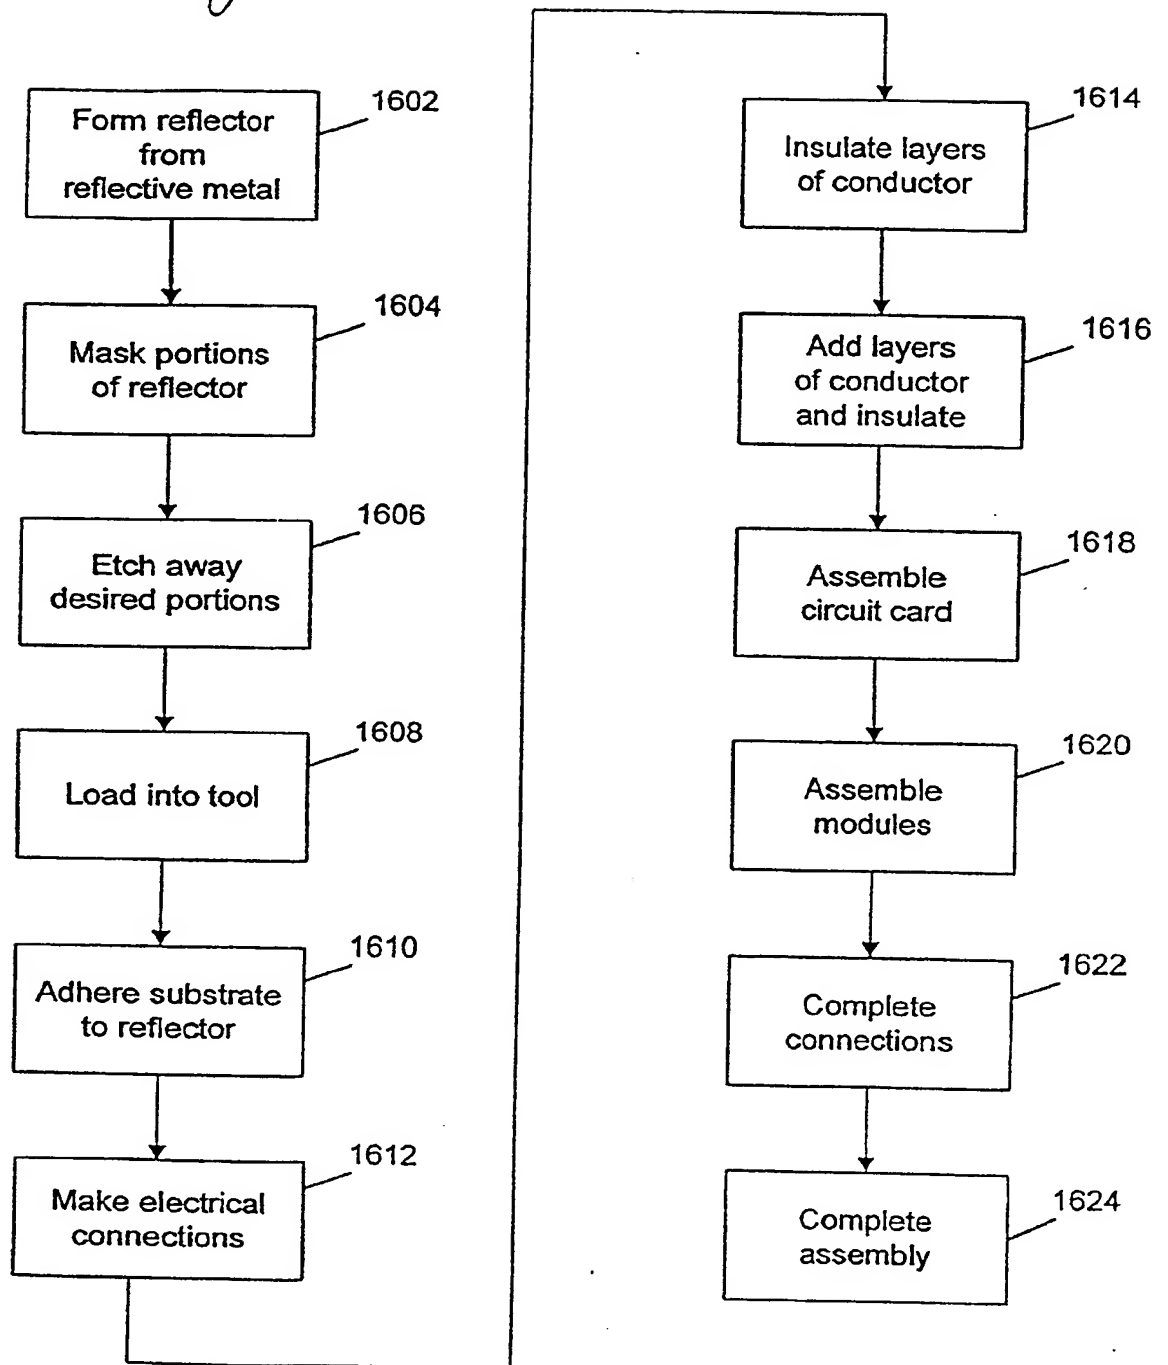 1602
Form reflector
from
reflective metal
1604
Mask portions
of reflector
1606
Etch away
desired portions
1608
Load into tool
1610
Adhere substrate
to reflector
1612
Make electrical
connections
1614
Insulate layers
of conductor
1616
Add layers
of conductor
and insulate
1618
Assemble
circuit card
1620
Assemble
modules
1622
Complete
connections
1624
Complete
assembly